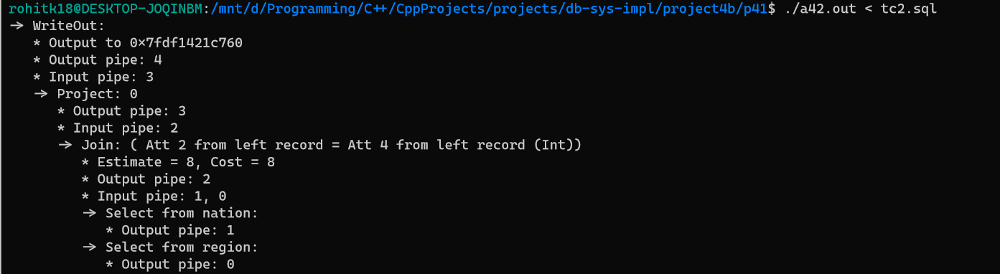 rohitk18@DESKTOP-JOQINBM:/mnt/d/Programming/C++/CppProjects/projects/db-sys-impl/project4b/p41$ ./a42.out < tc2.sql
-> WriteOut:
   * Output to 0x7fdf1421c760
   * Output pipe: 4
   * Input pipe: 3
   -> Project: 0
      * Output pipe: 3
      * Input pipe: 2
      -> Join: ( Att 2 from left record = Att 4 from left record (Int))
         * Estimate = 8, Cost = 8
         * Output pipe: 2
         * Input pipe: 1, 0
         -> Select from nation:
            * Output pipe: 1
         -> Select from region:
            * Output pipe: 0